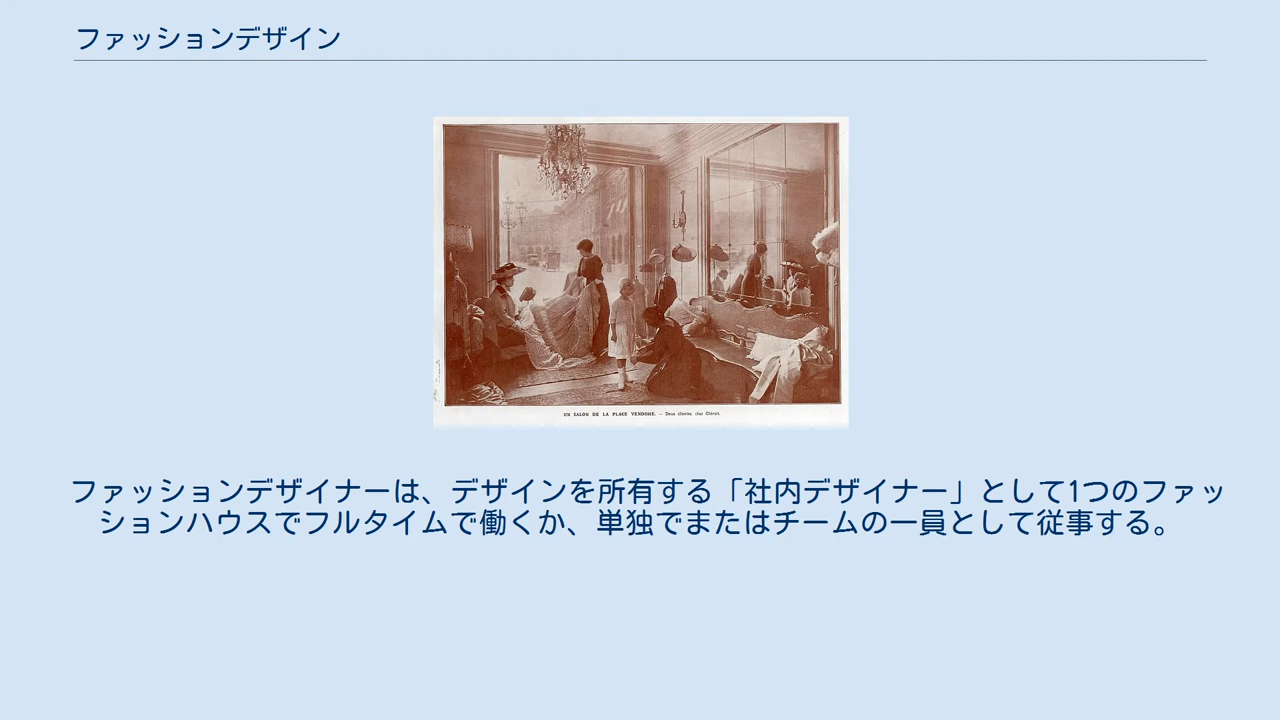 ファッションデザイン
UN SALON DE LA PLACE VENDOME. — Deux clientes chez Chéruit.
ファッションデザイナーは、デザインを所有する「社内デザイナー」として1つのファッ
ションハウスでフルタイムで働くか、単独でまたはチームの一員として従事する。